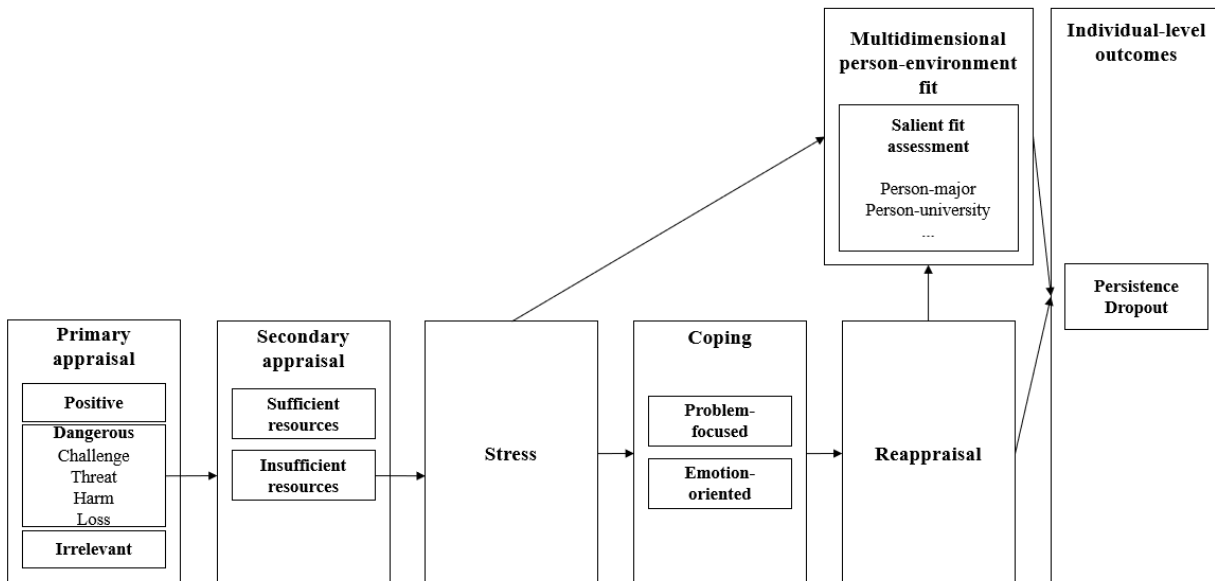 Multidimensional
person-environment
fit
Salient fit
assessment
Person-major
Person-university
...
Individual-level
outcomes
Persistence
Dropout
Primary
appraisal
Positive
Dangerous
Challenge
Threat
Harm
Loss
Irrelevant
Secondary
appraisal
Sufficient
resources
Insufficient
resources
Stress
Coping
Problem-
focused
Emotion-
oriented
Reappraisal